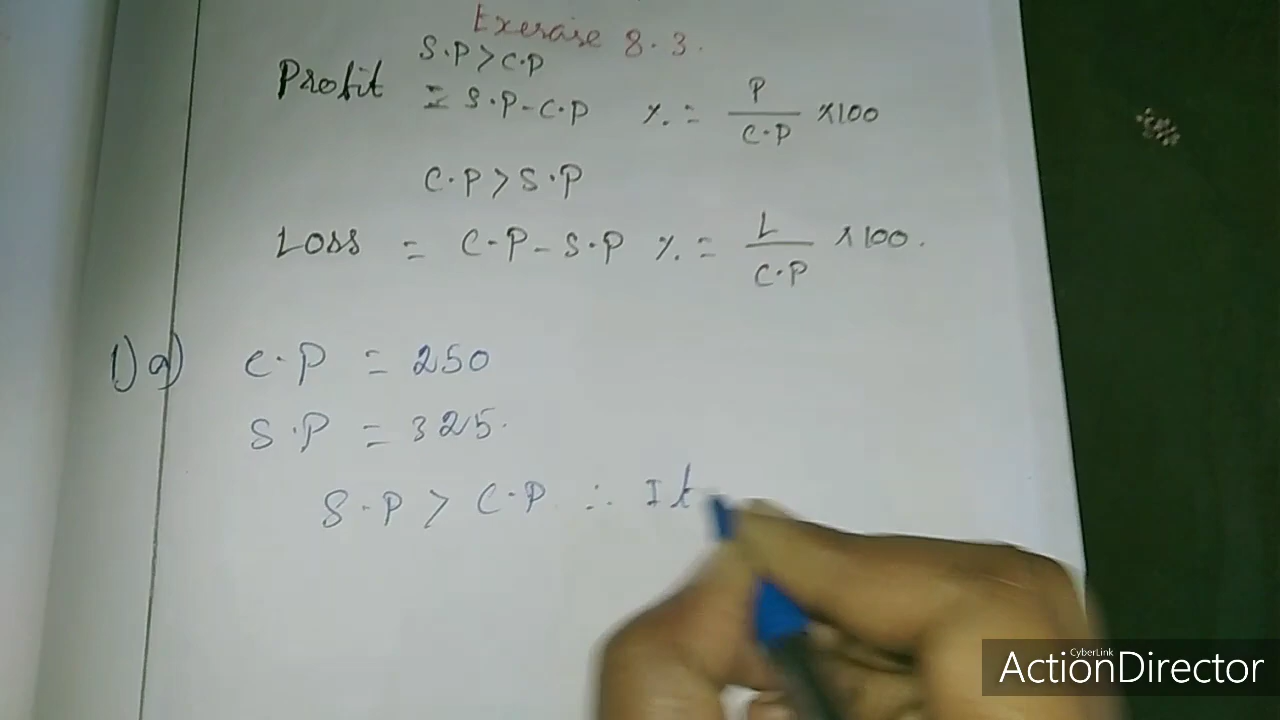 Exercise 8.3.
S.P > C.P
Profit = S.P - C.P % = P/C.P × 100
C.P > S.P
Loss = C.P - S.P % = L/C.P × 100.
1) a) C.P = 250
S.P = 325.
S.P > C.P ∴ It
CyberLink
ActionDirector